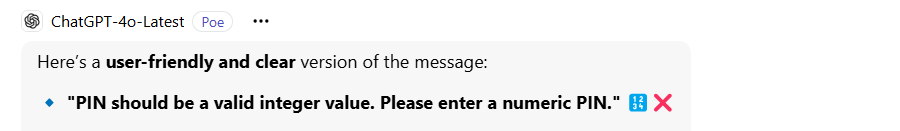 ChatGPT-4o-Latest Poe ...
Here's a user-friendly and clear version of the message:
🔹 "PIN should be a valid integer value. Please enter a numeric PIN." 🔢❌